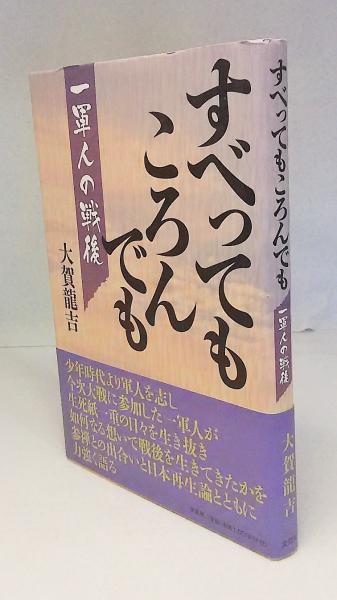 すべっても
ころん
でも
一軍人の戦後
大賀龍吉
少年時代より軍人を志し
今次大戦に参加した一軍人が
生死紙一重の日々を生き抜き
如何なる想いで戦後を生きてきたかを
参禅との出合いと日本再生論とともに
力強く語る
すべってもころんでも
一軍人の戦後
大賀龍吉